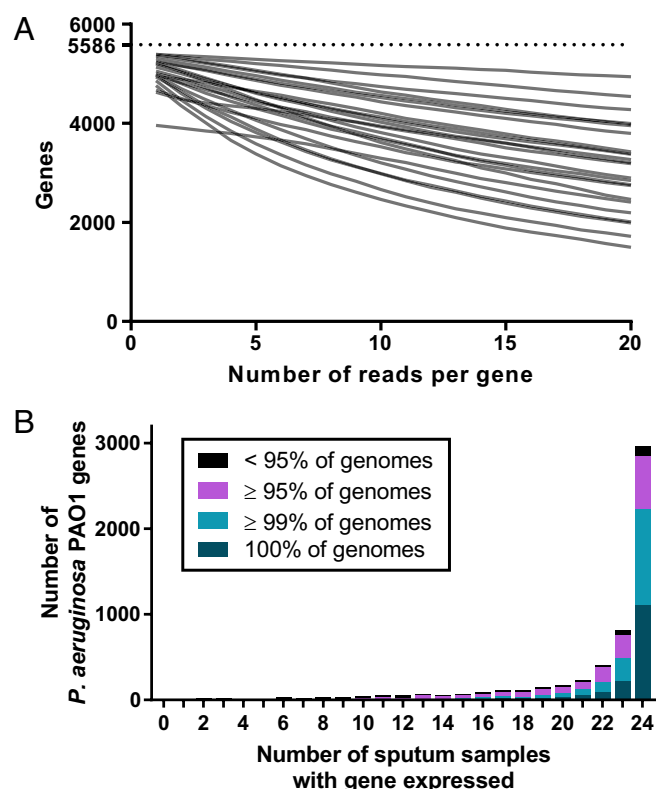 A
6000
5586
4000
2000
0
Genes
0 5 10 15 20
Number of reads per gene
B
3000
2000
1000
0
Number of
P. aeruginosa PAO1 genes
< 95% of genomes
≥ 95% of genomes
≥ 99% of genomes
100% of genomes
0 2 4 6 8 10 12 14 16 18 20 22 24
Number of sputum samples
with gene expressed